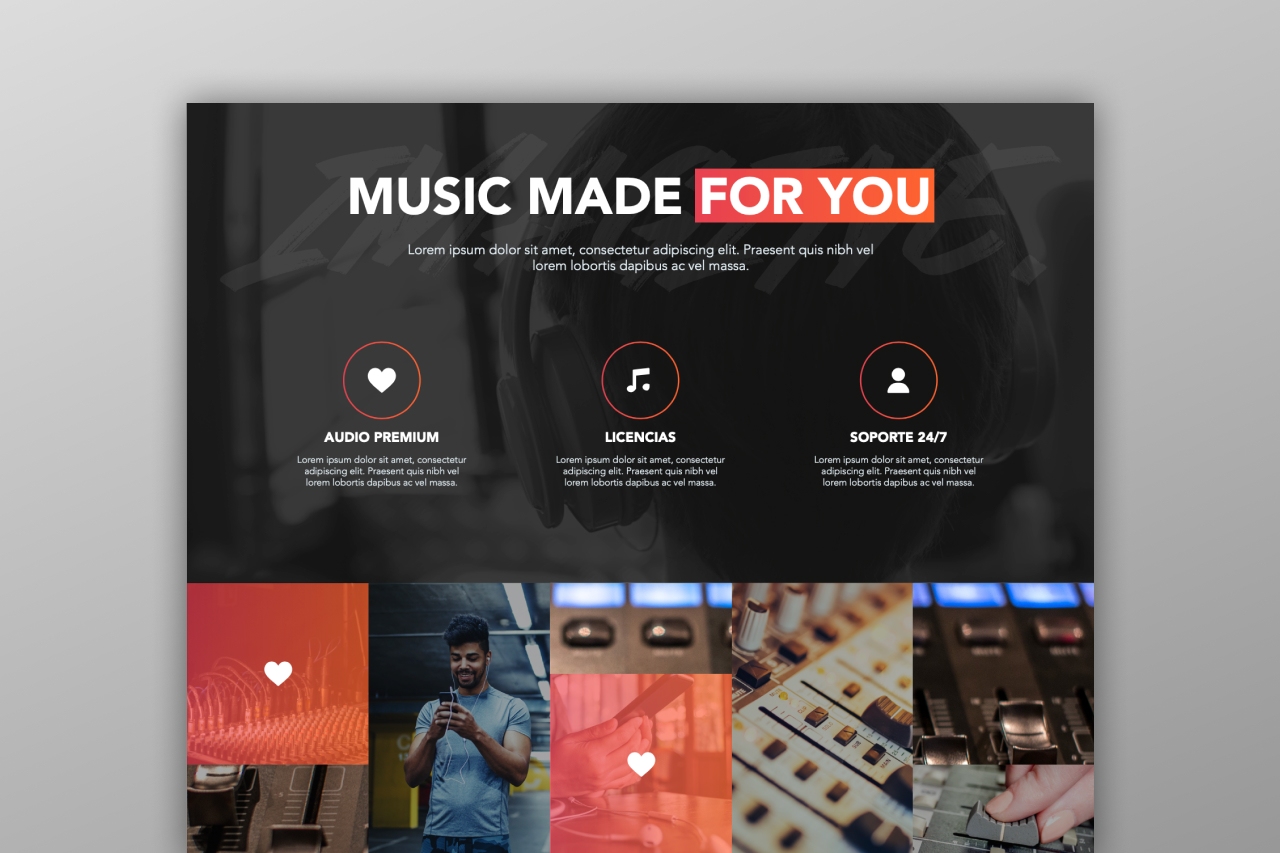 MUSIC MADE FOR YOU
Lorem ipsum dolor sit amet, consectetur adipiscing elit. Praesent quis nibh vel
lorem lobortis dapibus ac vel massa.
AUDIO PREMIUM
Lorem ipsum dolor sit amet, consectetur
adipiscing elit. Praesent quis nibh vel
lorem lobortis dapibus ac vel massa.
LICENCIAS
Lorem ipsum dolor sit amet, consectetur
adipiscing elit. Praesent quis nibh vel
lorem lobortis dapibus ac vel massa.
SOPORTE 24/7
Lorem ipsum dolor sit amet, consectetur
adipiscing elit. Praesent quis nibh vel
lorem lobortis dapibus ac vel massa.